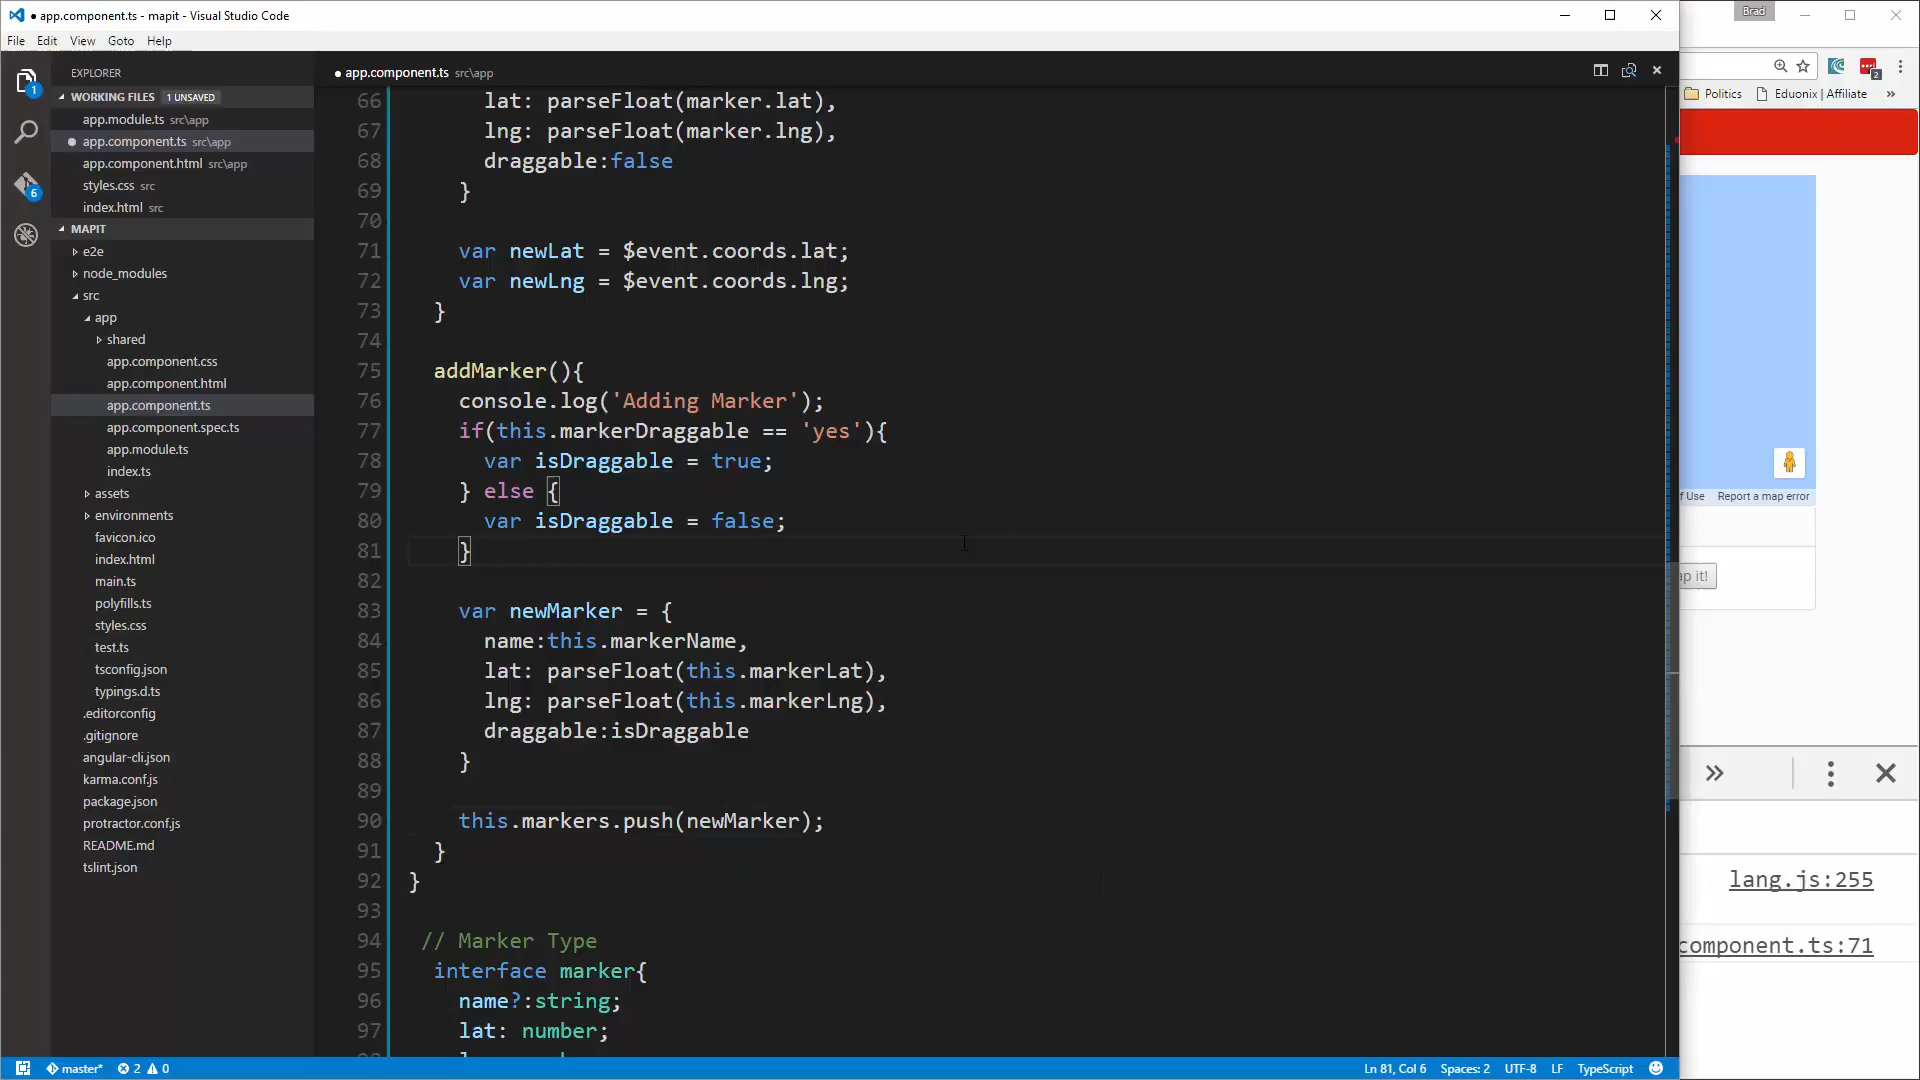 ● app.component.ts - mapit - Visual Studio Code
Brad
File Edit View Goto Help
EXPLORER
● app.component.ts src\app
WORKING FILES 1 UNSAVED
app.module.ts src\app
app.component.ts src\app
app.component.html src\app
styles.css src
index.html src
MAPIT
e2e
node_modules
src
app
shared
app.component.css
app.component.html
app.component.ts
app.component.spec.ts
app.module.ts
index.ts
assets
environments
favicon.ico
index.html
main.ts
polyfills.ts
styles.css
test.ts
tsconfig.json
typings.d.ts
.editorconfig
.gitignore
angular-cli.json
karma.conf.js
package.json
protractor.conf.js
README.md
tslint.json
1
6
66 lat: parseFloat(marker.lat),
67 lng: parseFloat(marker.lng),
68 draggable:false
69 }
70
71 var newLat = $event.coords.lat;
72 var newLng = $event.coords.lng;
73 }
74
75 addMarker(){
76 console.log('Adding Marker');
77 if(this.markerDraggable == 'yes'){
78 var isDraggable = true;
79 } else {
80 var isDraggable = false;
81 }
82
83 var newMarker = {
84 name:this.markerName,
85 lat: parseFloat(this.markerLat),
86 lng: parseFloat(this.markerLng),
87 draggable:isDraggable
88 }
89
90 this.markers.push(newMarker);
91 }
92 }
93
94 // Marker Type
95 interface marker{
96 name?:string;
97 lat: number;
2
Politics Eduonix | Affiliate »
f Use Report a map error
ap it!
lang.js:255
component.ts:71
master* 2 0 Ln 81, Col 6 Spaces: 2 UTF-8 LF TypeScript